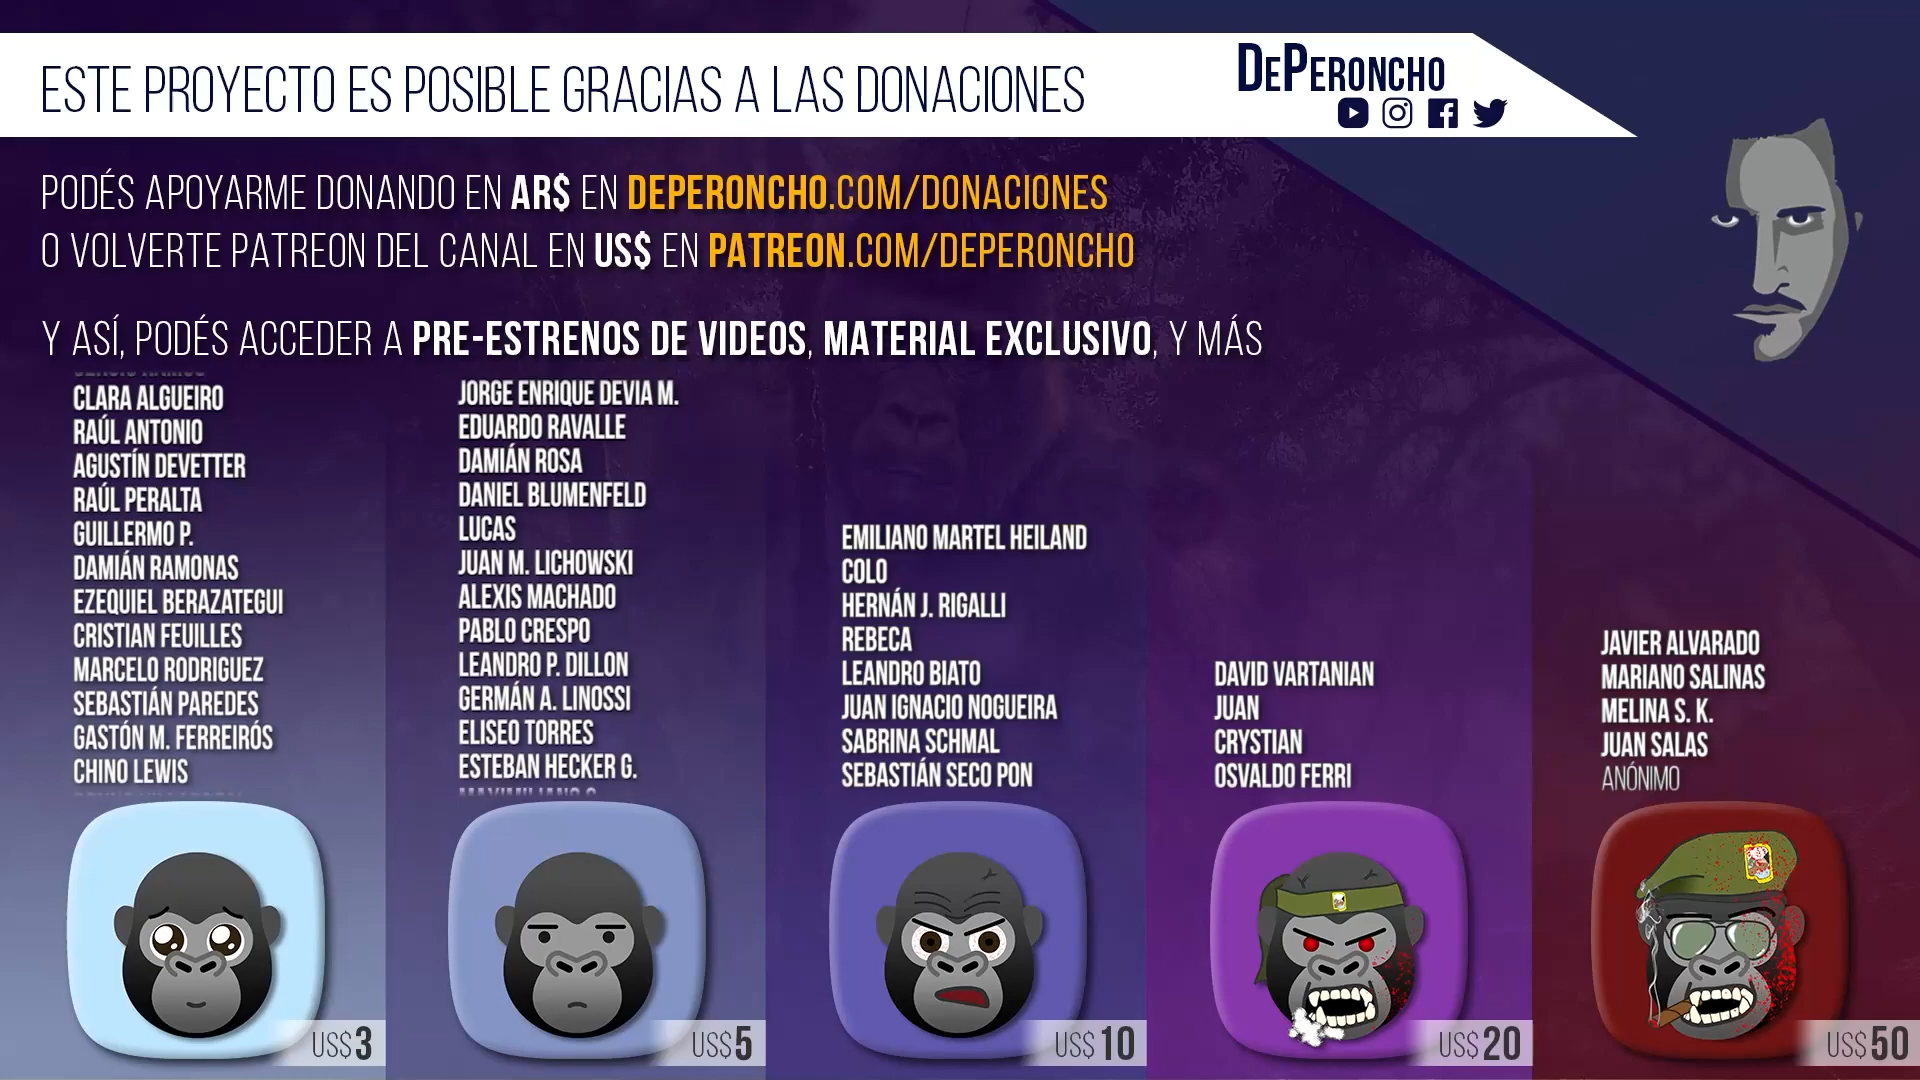 ESTE PROYECTO ES POSIBLE GRACIAS A LAS DONACIONES
DEPERONCHO
PODÉS APOYARME DONANDO EN AR$ EN DEPERONCHO.COM/DONACIONES
O VOLVERTE PATREON DEL CANAL EN US$ EN PATREON.COM/DEPERONCHO
Y ASÍ, PODÉS ACCEDER A PRE-ESTRENOS DE VIDEOS, MATERIAL EXCLUSIVO, Y MÁS
CLARA ALGUEIRO
RAÚL ANTONIO
AGUSTÍN DEVETTER
RAÚL PERALTA
GUILLERMO P.
DAMIÁN RAMONAS
EZEQUIEL BERAZATEGUI
CRISTIAN FEUILLES
MARCELO RODRIGUEZ
SEBASTIÁN PAREDES
GASTÓN M. FERREIRÓS
CHINO LEWIS
US$3
JORGE ENRIQUE DEVIA M.
EDUARDO RAVALLE
DAMIÁN ROSA
DANIEL BLUMENFELD
LUCAS
JUAN M. LICHOWSKI
ALEXIS MACHADO
PABLO CRESPO
LEANDRO P. DILLON
GERMÁN A. LINOSSI
ELISEO TORRES
ESTEBAN HECKER G.
US$5
EMILIANO MARTEL HEILAND
COLO
HERNÁN J. RIGALLI
REBECA
LEANDRO BIATO
JUAN IGNACIO NOGUEIRA
SABRINA SCHMAL
SEBASTIÁN SECO PON
US$10
DAVID VARTANIAN
JUAN
CRYSTIAN
OSVALDO FERRI
US$20
JAVIER ALVARADO
MARIANO SALINAS
MELINA S. K.
JUAN SALAS
ANÓNIMO
US$50